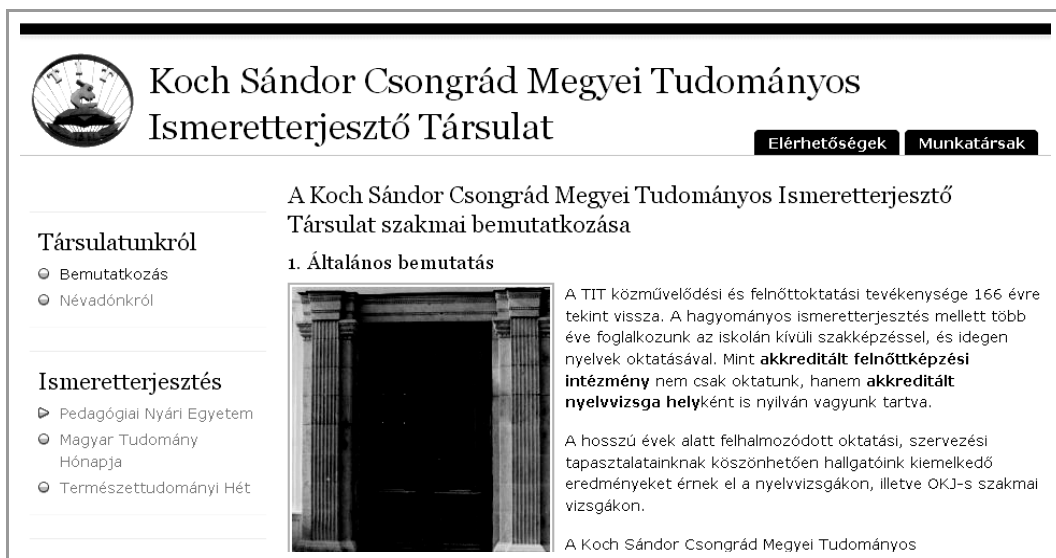 Koch Sándor Csongrád Megyei Tudományos
Ismeretterjesztő Társulat
Elérhetőségek
Munkatársak
Társulatunkról
Bemutatkozás
Névadónkról
Ismeretterjesztés
Pedagógiai Nyári Egyetem
Magyar Tudomány
Hónapja
Természettudományi Hét
A Koch Sándor Csongrád Megyei Tudományos Ismeretterjesztő
Társulat szakmai bemutatkozása
1. Általános bemutatás
A TIT közművelődési és felnőttoktatási tevékenysége 166 évre
tekint vissza. A hagyományos ismeretterjesztés mellett több
éve foglalkozunk az iskolán kívüli szakképzéssel, és idegen
nyelvek oktatásával. Mint akkreditált felnőttképzési
intézmény nem csak oktatunk, hanem akkreditált
nyelvvizsga helyként is nyilván vagyunk tartva.
A hosszú évek alatt felhalmozódott oktatási, szervezési
tapasztalatainknak köszönhetően hallgatóink kiemelkedő
eredményeket érnek el a nyelvvizsgákon, illetve OKJ-s szakmai
vizsgákon.
A Koch Sándor Csongrád Megyei Tudományos